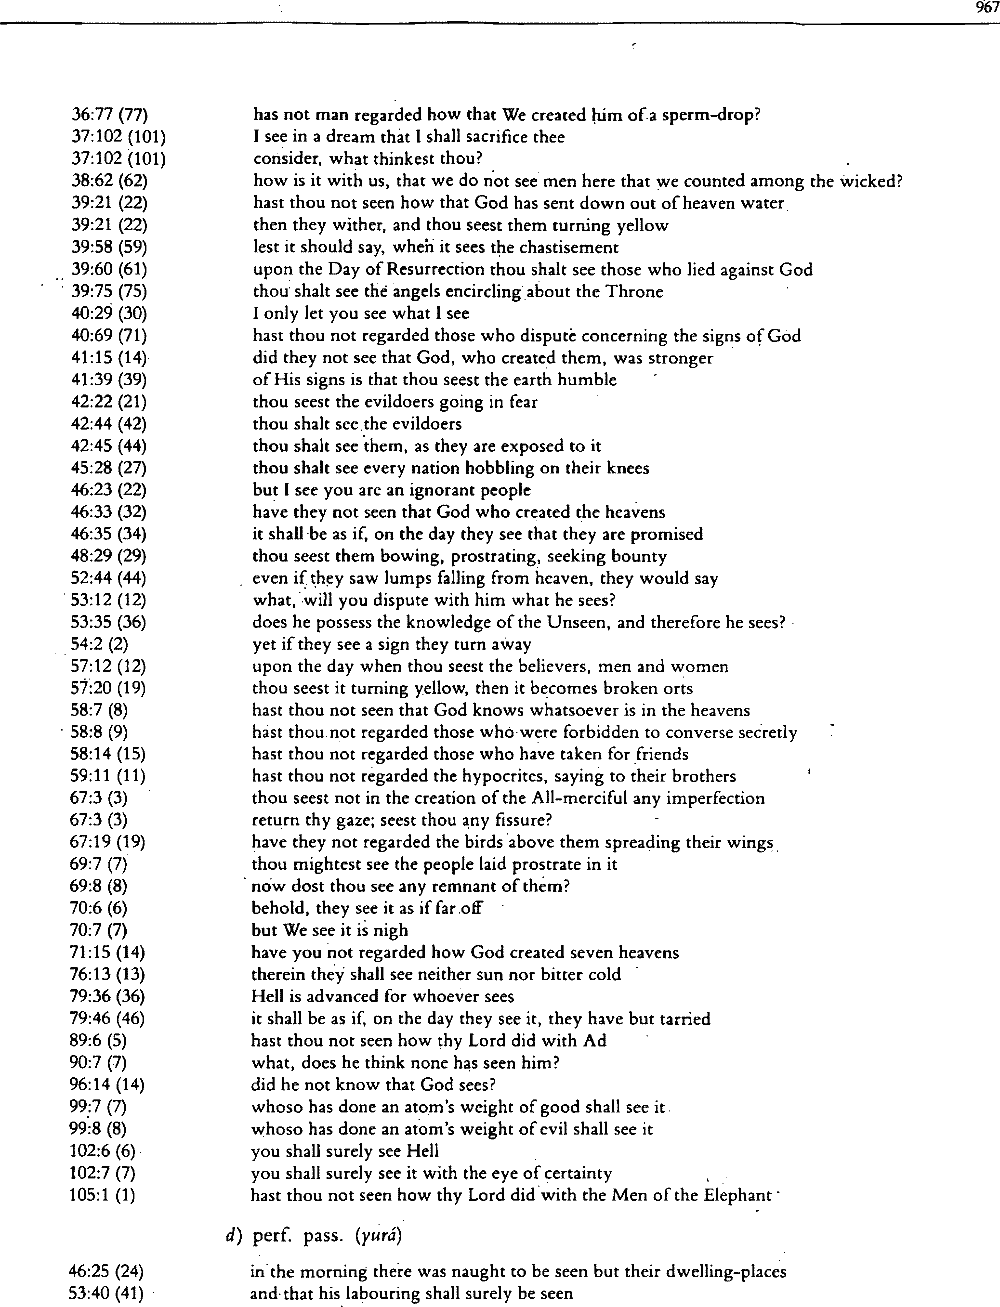 967
36:77 (77) has not man regarded how that We created him of a sperm-drop?
37:102 (101) I see in a dream that I shall sacrifice thee
37:102 (101) consider, what thinkest thou?
38:62 (62) how is it with us, that we do not see men here that we counted among the wicked?
39:21 (22) hast thou not seen how that God has sent down out of heaven water
39:21 (22) then they wither, and thou seest them turning yellow
39:58 (59) lest it should say, when it sees the chastisement
39:60 (61) upon the Day of Resurrection thou shalt see those who lied against God
39:75 (75) thou shalt see the angels encircling about the Throne
40:29 (30) I only let you see what I see
40:69 (71) hast thou not regarded those who dispute concerning the signs of God
41:15 (14) did they not see that God, who created them, was stronger
41:39 (39) of His signs is that thou seest the earth humble
42:22 (21) thou seest the evildoers going in fear
42:44 (42) thou shalt see the evildoers
42:45 (44) thou shalt see them, as they are exposed to it
45:28 (27) thou shalt see every nation hobbling on their knees
46:23 (22) but I see you are an ignorant people
46:33 (32) have they not seen that God who created the heavens
46:35 (34) it shall be as if, on the day they see that they are promised
48:29 (29) thou seest them bowing, prostrating, seeking bounty
52:44 (44) even if they saw lumps falling from heaven, they would say
53:12 (12) what, will you dispute with him what he sees?
53:35 (36) does he possess the knowledge of the Unseen, and therefore he sees?
54:2 (2) yet if they see a sign they turn away
57:12 (12) upon the day when thou seest the believers, men and women
57:20 (19) thou seest it turning yellow, then it becomes broken orts
58:7 (8) hast thou not seen that God knows whatsoever is in the heavens
58:8 (9) hast thou not regarded those who were forbidden to converse secretly
58:14 (15) hast thou not regarded those who have taken for friends
59:11 (11) hast thou not regarded the hypocrites, saying to their brothers
67:3 (3) thou seest not in the creation of the All-merciful any imperfection
67:3 (3) return thy gaze; seest thou any fissure?
67:19 (19) have they not regarded the birds above them spreading their wings
69:7 (7) thou mightest see the people laid prostrate in it
69:8 (8) now dost thou see any remnant of them?
70:6 (6) behold, they see it as if far off
70:7 (7) but We see it is nigh
71:15 (14) have you not regarded how God created seven heavens
76:13 (13) therein they shall see neither sun nor bitter cold
79:36 (36) Hell is advanced for whoever sees
79:46 (46) it shall be as if, on the day they see it, they have but tarried
89:6 (5) hast thou not seen how thy Lord did with Ad
90:7 (7) what, does he think none has seen him?
96:14 (14) did he not know that God sees?
99:7 (7) whoso has done an atom's weight of good shall see it
99:8 (8) whoso has done an atom's weight of evil shall see it
102:6 (6) you shall surely see Hell
102:7 (7) you shall surely see it with the eye of certainty
105:1 (1) hast thou not seen how thy Lord did with the Men of the Elephant
d) perf. pass. (yurá)
46:25 (24) in the morning there was naught to be seen but their dwelling-places
53:40 (41) and that his labouring shall surely be seen